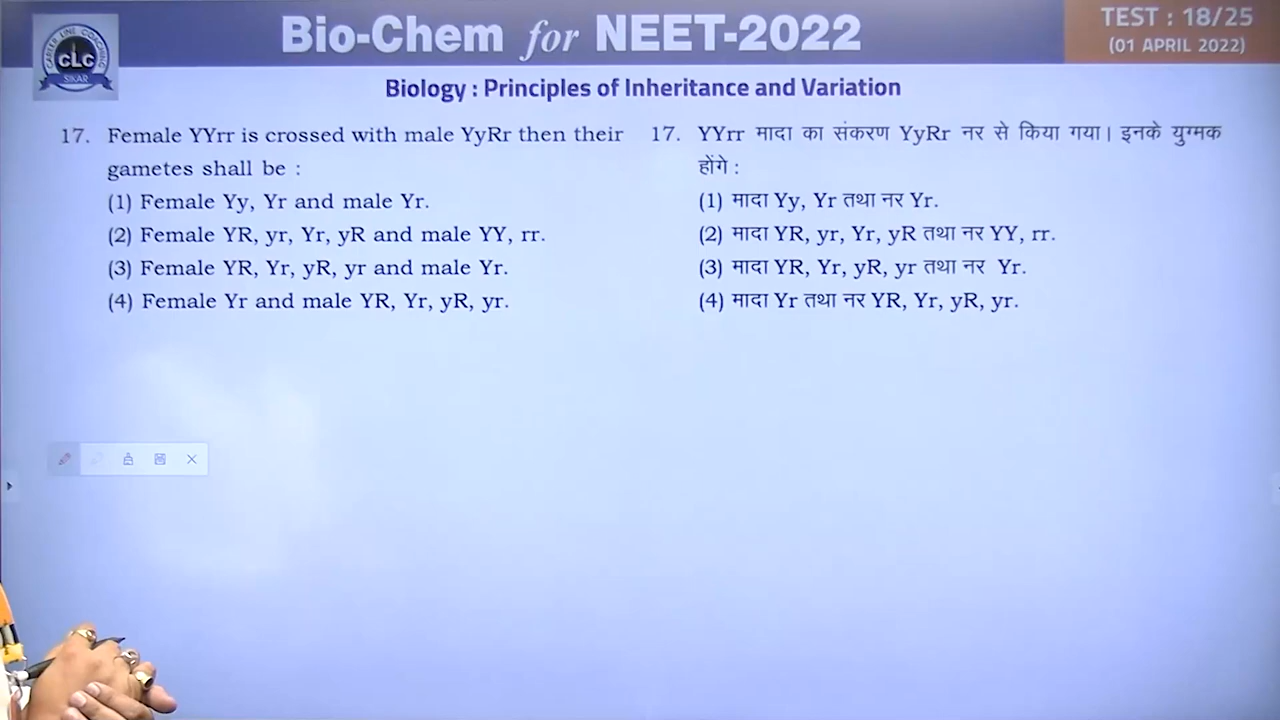 Bio-Chem for NEET-2022
TEST : 18/25
(01 APRIL 2022)
CAREER LINE COACHING
CLC
SIKAR
Biology : Principles of Inheritance and Variation
17. Female YYrr is crossed with male YyRr then their
gametes shall be :
(1) Female Yy, Yr and male Yr.
(2) Female YR, yr, Yr, yR and male YY, rr.
(3) Female YR, Yr, yR, yr and male Yr.
(4) Female Yr and male YR, Yr, yR, yr.
17. YYrr मादा का संकरण YyRr नर से किया गया। इनके युग्मक
होंगे :
(1) मादा Yy, Yr तथा नर Yr.
(2) मादा YR, yr, Yr, yR तथा नर YY, rr.
(3) मादा YR, Yr, yR, yr तथा नर Yr.
(4) मादा Yr तथा नर YR, Yr, yR, yr.